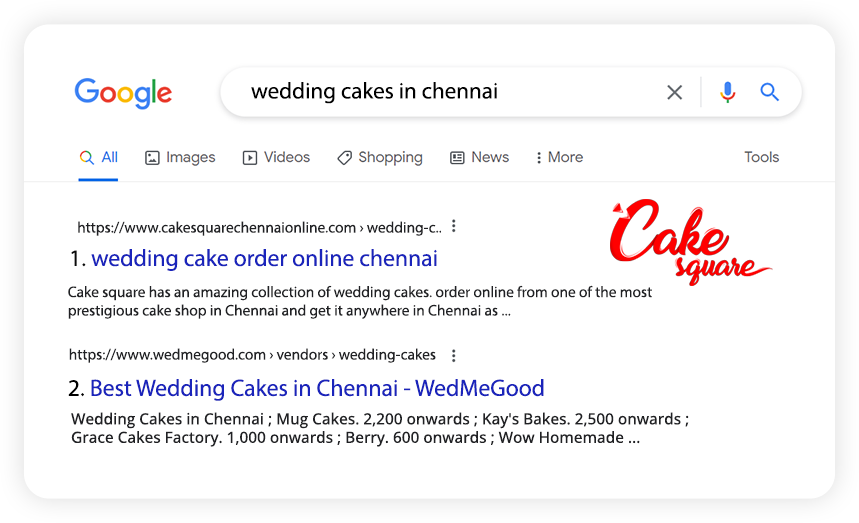 Google
wedding cakes in chennai
All Images Videos Shopping News More Tools
https://www.cakesquarechennaionline.com › wedding-c..
1. wedding cake order online chennai
Cake square
Cake square has an amazing collection of wedding cakes. order online from one of the most
prestigious cake shop in Chennai and get it anywhere in Chennai as ...
https://www.wedmegood.com › vendors › wedding-cakes
2. Best Wedding Cakes in Chennai - WedMeGood
Wedding Cakes in Chennai ; Mug Cakes. 2,200 onwards ; Kay's Bakes. 2,500 onwards ;
Grace Cakes Factory. 1,000 onwards ; Berry. 600 onwards ; Wow Homemade ...